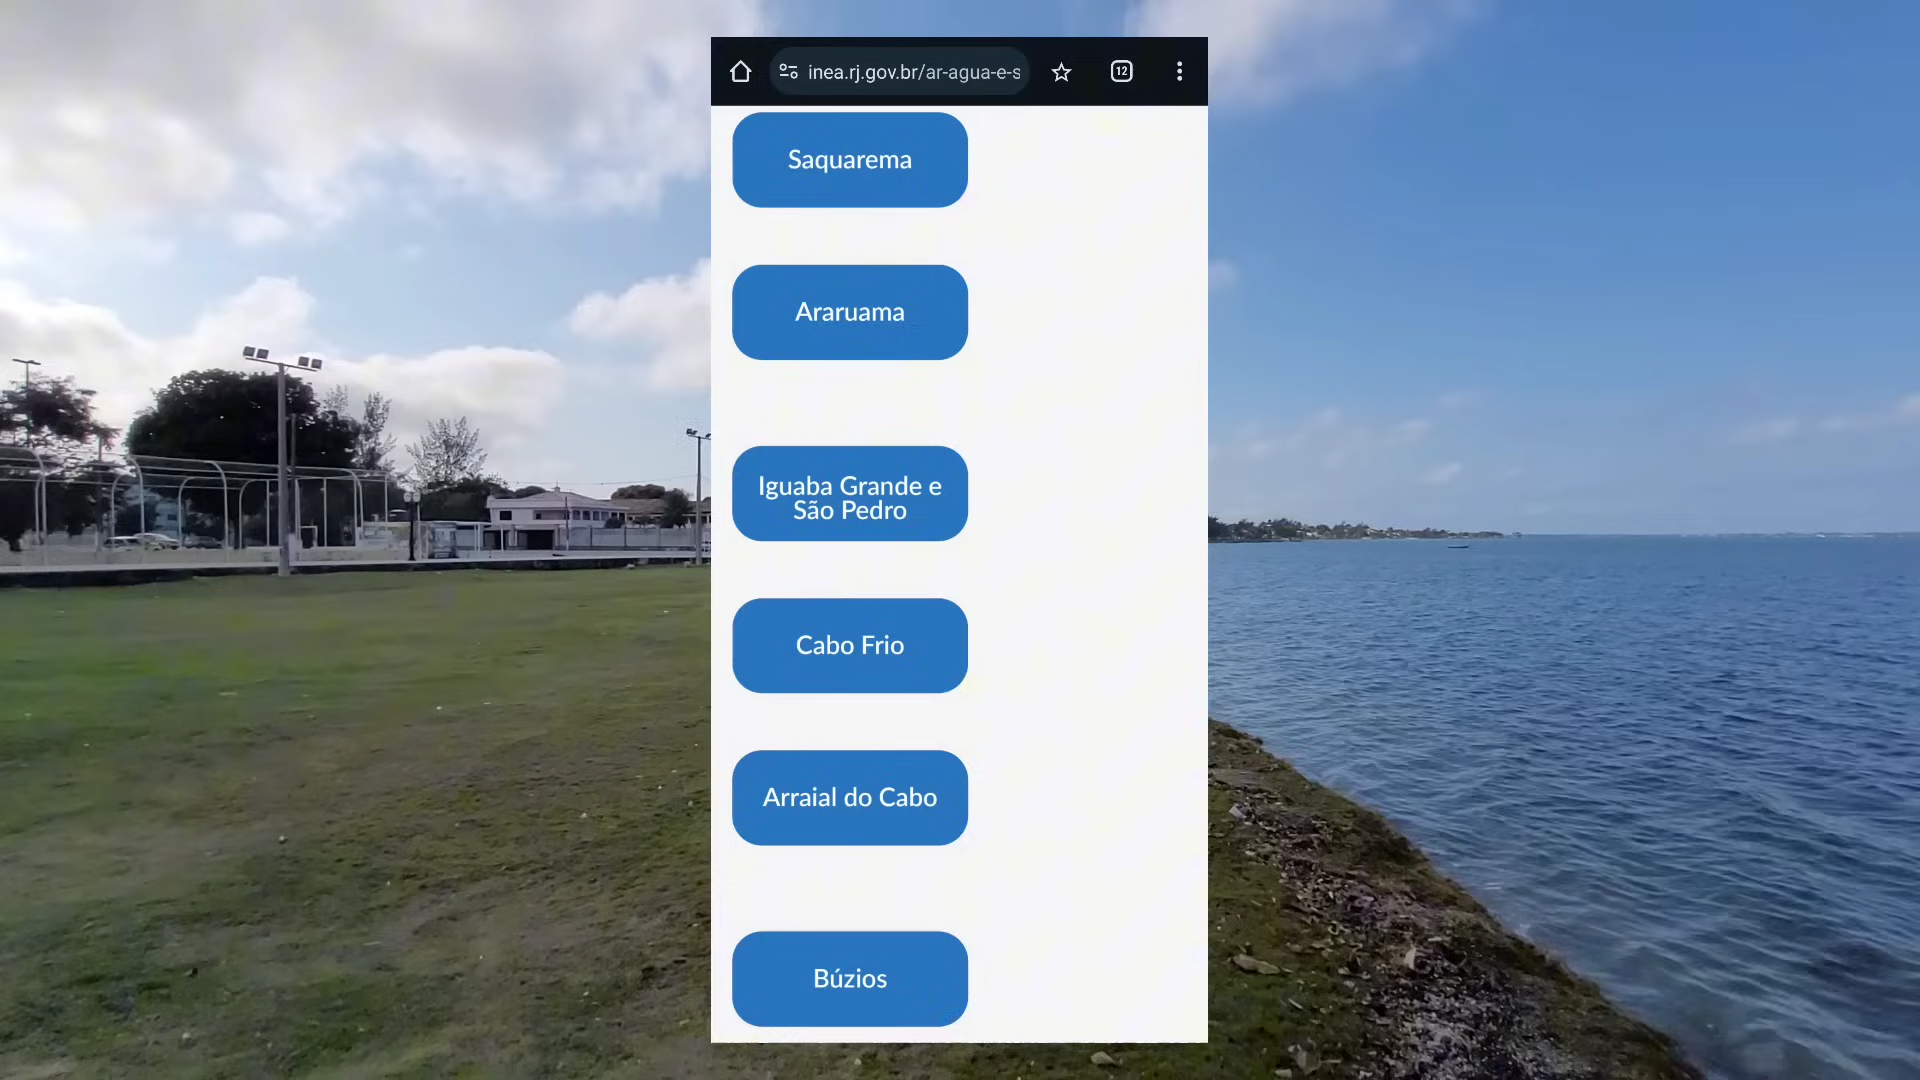 inea.rj.gov.br/ar-agua-e-s
12
Saquarema
Araruama
Iguaba Grande e
São Pedro
Cabo Frio
Arraial do Cabo
Búzios